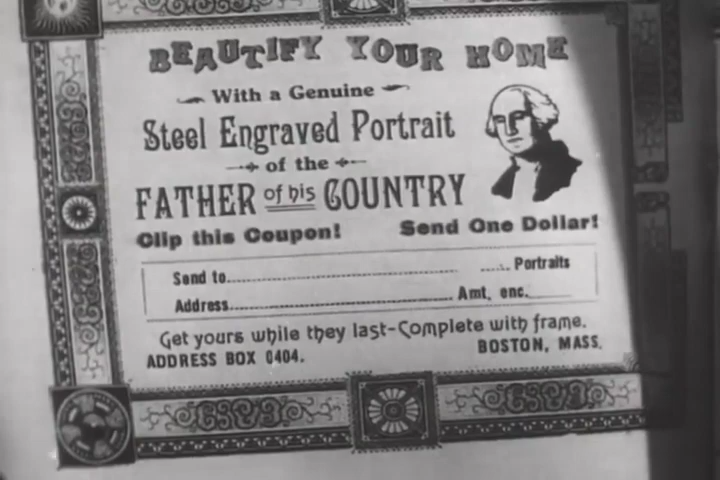 BEAUTIFY YOUR HOME
With a Genuine
Steel Engraved Portrait
of the
FATHER of his COUNTRY
Clip this Coupon! Send One Dollar!
Send to........ ...... Portraits
Address........ Amt, enc.
Get yours while they last-Complete with frame.
ADDRESS BOX 0404. BOSTON, MASS.